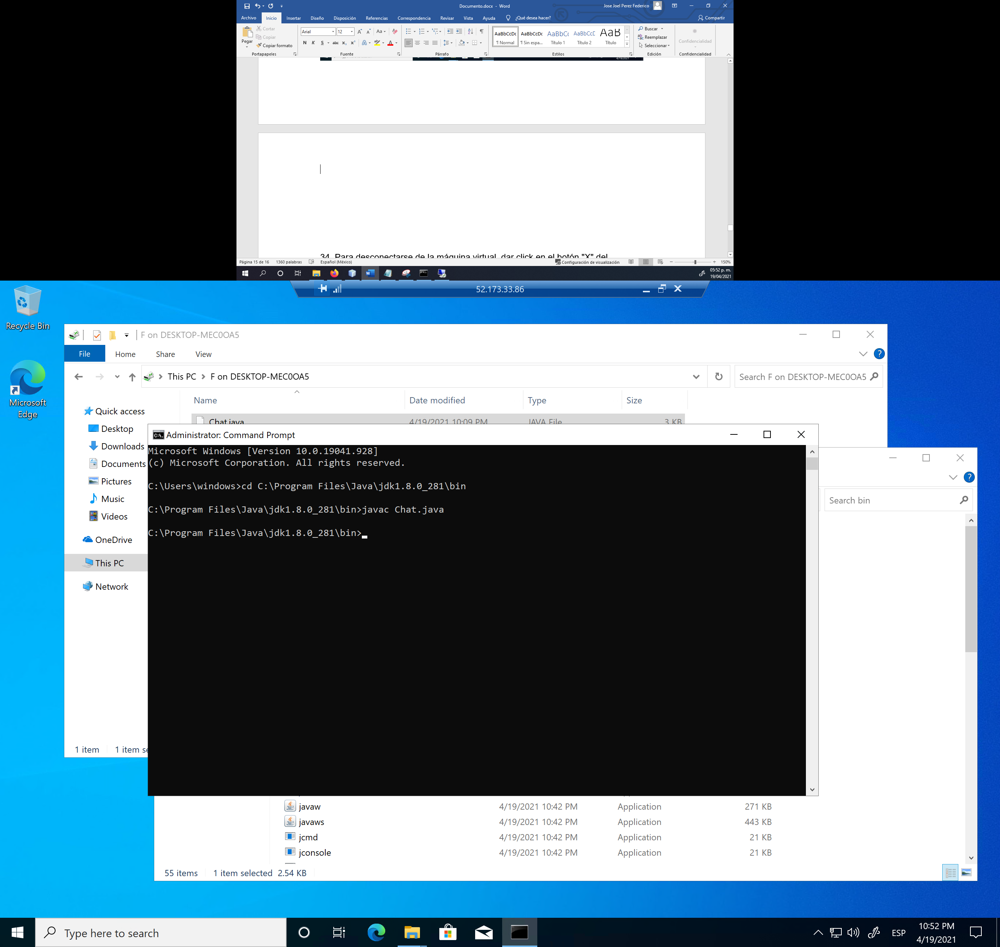 Documento.docx - Word
Jose Joel Perez Federico
Archivo Inicio Insertar Diseño Disposición Referencias Correspondencia Revisar Vista Ayuda ¿Qué desea hacer? Compartir
Pegar
Cortar
Copiar
Copiar formato
Portapapeles
Arial 12
Aa
N K S abc x₂ x²
Fuente
Párrafo
AaBbCcDc AaBbCcDc AaBbC AaBbCcE AaB
¶ Normal ¶ Sin espa... Título 1 Título 2 Título
Estilos
Buscar
Reemplazar
Seleccionar
Edición
Confidencialidad
Confidencialidad
4/19/2021
34. Para desconectarse de la máquina virtual, dar click en el botón "X" del
Página 15 de 16 1360 palabras Español (México) Configuración de visualización 150%
05:52 p. m.
19/04/2021
52.173.33.86
Recycle Bin
Microsoft
Edge
F on DESKTOP-MEC0OA5
File Home Share View
This PC > F on DESKTOP-MEC0OA5
Search F on DESKTOP-MEC0OA5
Name Date modified Type Size
Chat.java 4/19/2021 10:09 PM JAVA File 3 KB
Quick access
Desktop
Downloads
Documents
Pictures
Music
Videos
OneDrive
This PC
Network
1 item 1 item se
Administrator: Command Prompt
Microsoft Windows [Version 10.0.19041.928]
(c) Microsoft Corporation. All rights reserved.
C:\Users\windows>cd C:\Program Files\Java\jdk1.8.0_281\bin
C:\Program Files\Java\jdk1.8.0_281\bin>javac Chat.java
C:\Program Files\Java\jdk1.8.0_281\bin>
Search bin
javaw 4/19/2021 10:42 PM Application 271 KB
javaws 4/19/2021 10:42 PM Application 443 KB
jcmd 4/19/2021 10:42 PM Application 21 KB
jconsole 4/19/2021 10:42 PM Application 21 KB
55 items 1 item selected 2.54 KB
Type here to search
ESP
10:52 PM
4/19/2021